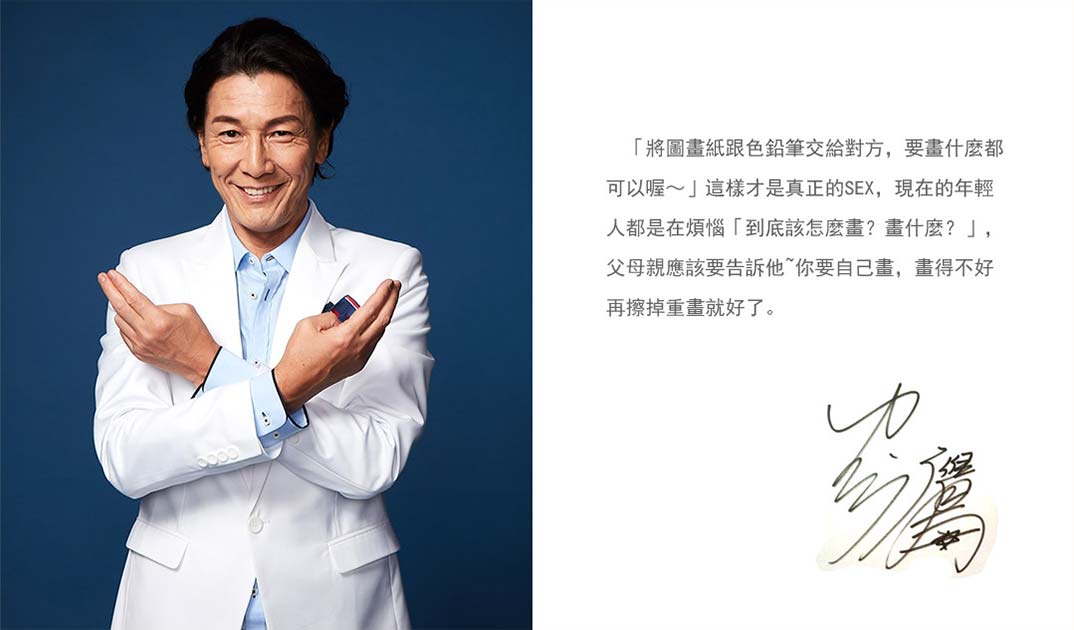 「將圖畫紙跟色鉛筆交給對方，要畫什麼都
可以喔～」這樣才是真正的SEX，現在的年輕
人都是在煩惱「到底該怎麼畫？畫什麼？」，
父母親應該要告訴他~你要自己畫，畫得不好
再擦掉重畫就好了。